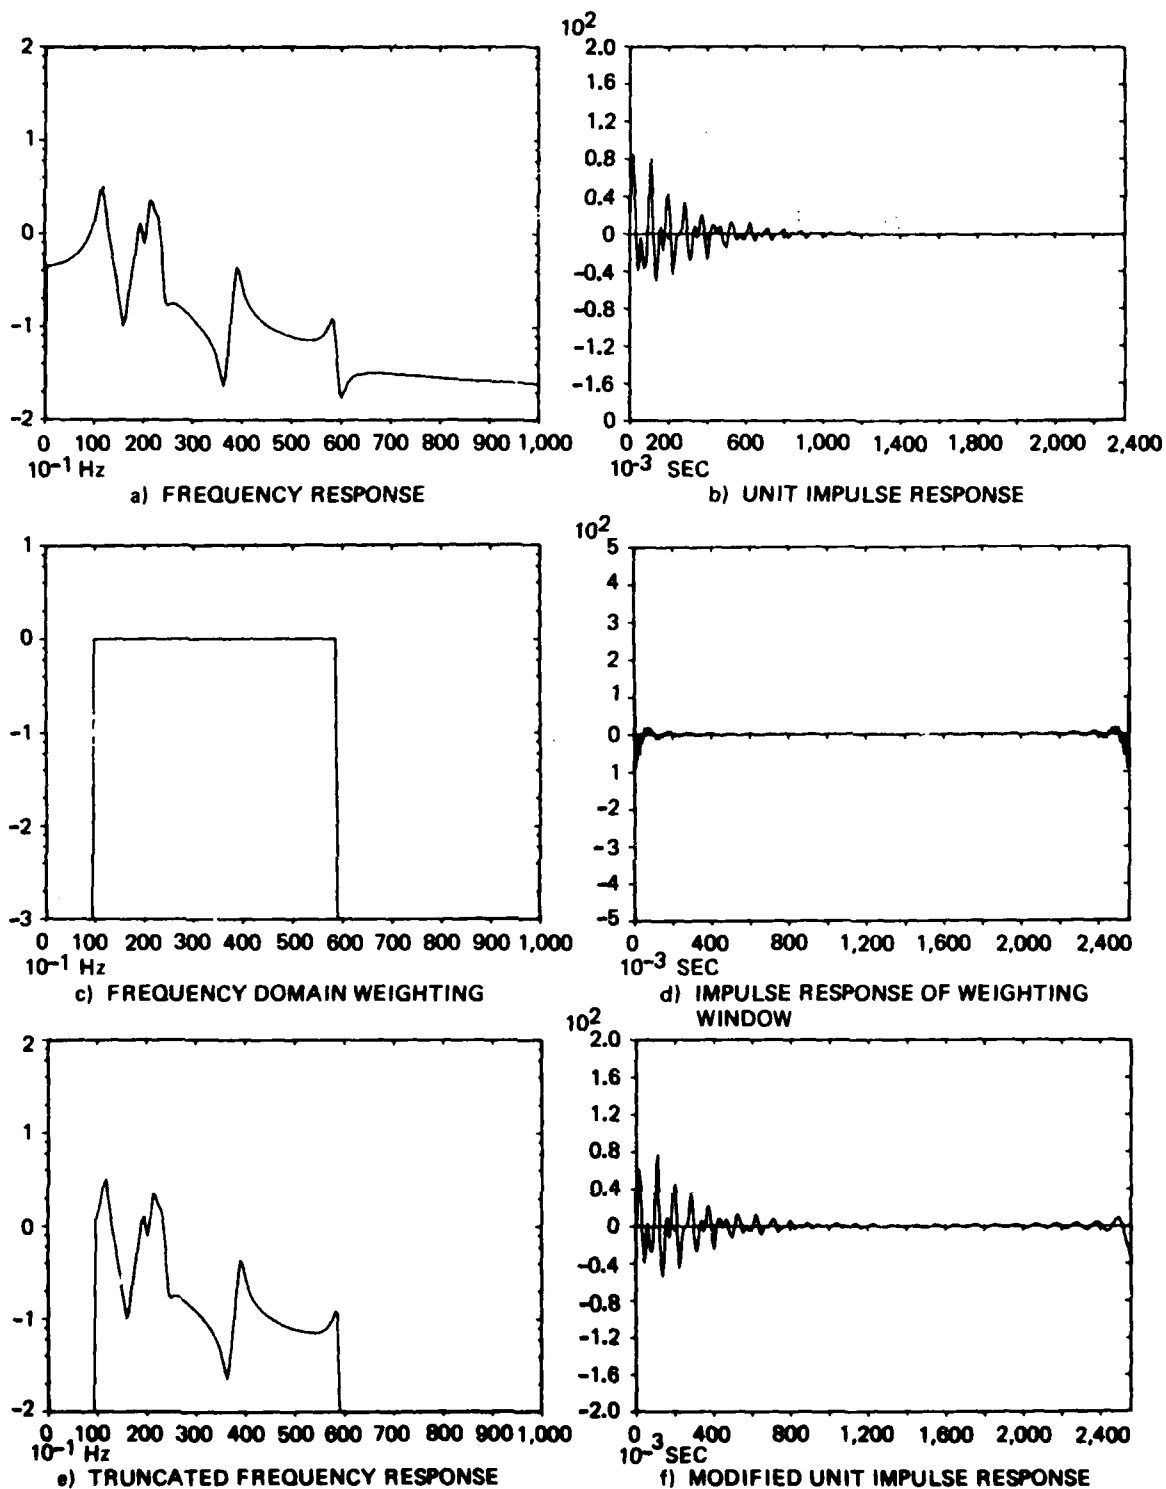 2
1
0
-1
-2
0 100 200 300 400 600 700 800 900 1,000
10-1 Hz
a) FREQUENCY RESPONSE
102
2.0
1.6
1.2
0.8
0.4
0
-0.4
-0.8
-1.2
-1.6
0
0 200 600 1,000 1,400 2,000 2,400
10-3 SEC
b) UNIT IMPULSE RESPONSE
1
0
-1
-2
-3
0 100 200 300 400 600 700 800 900 1,000
10-1 Hz
c) FREQUENCY DOMAIN WEIGHTING
102
5
4
3
2
1
0
1
-2
-3
-4
-5
0 400 800 1,200 1,600 2,000 2,400
10-3 SEC
d) IMPULSE RESPONSE OF WEIGHTING
WINDOW
2
1
0
-1
-2
100 200 300 400 600 700 800 900 1,000
10-1 Hz
e) TRUNCATED FREQUENCY RESPONSE
102
2.0
1.6
1.2
0.8
0.4
0
-0.4
-0.8
-1.2
-1.6
-2.0
0 400 800 1,200 1,600 2,000 2,400
10-3 SEC
f) MODIFIED UNIT IMPULSE RESPONSE